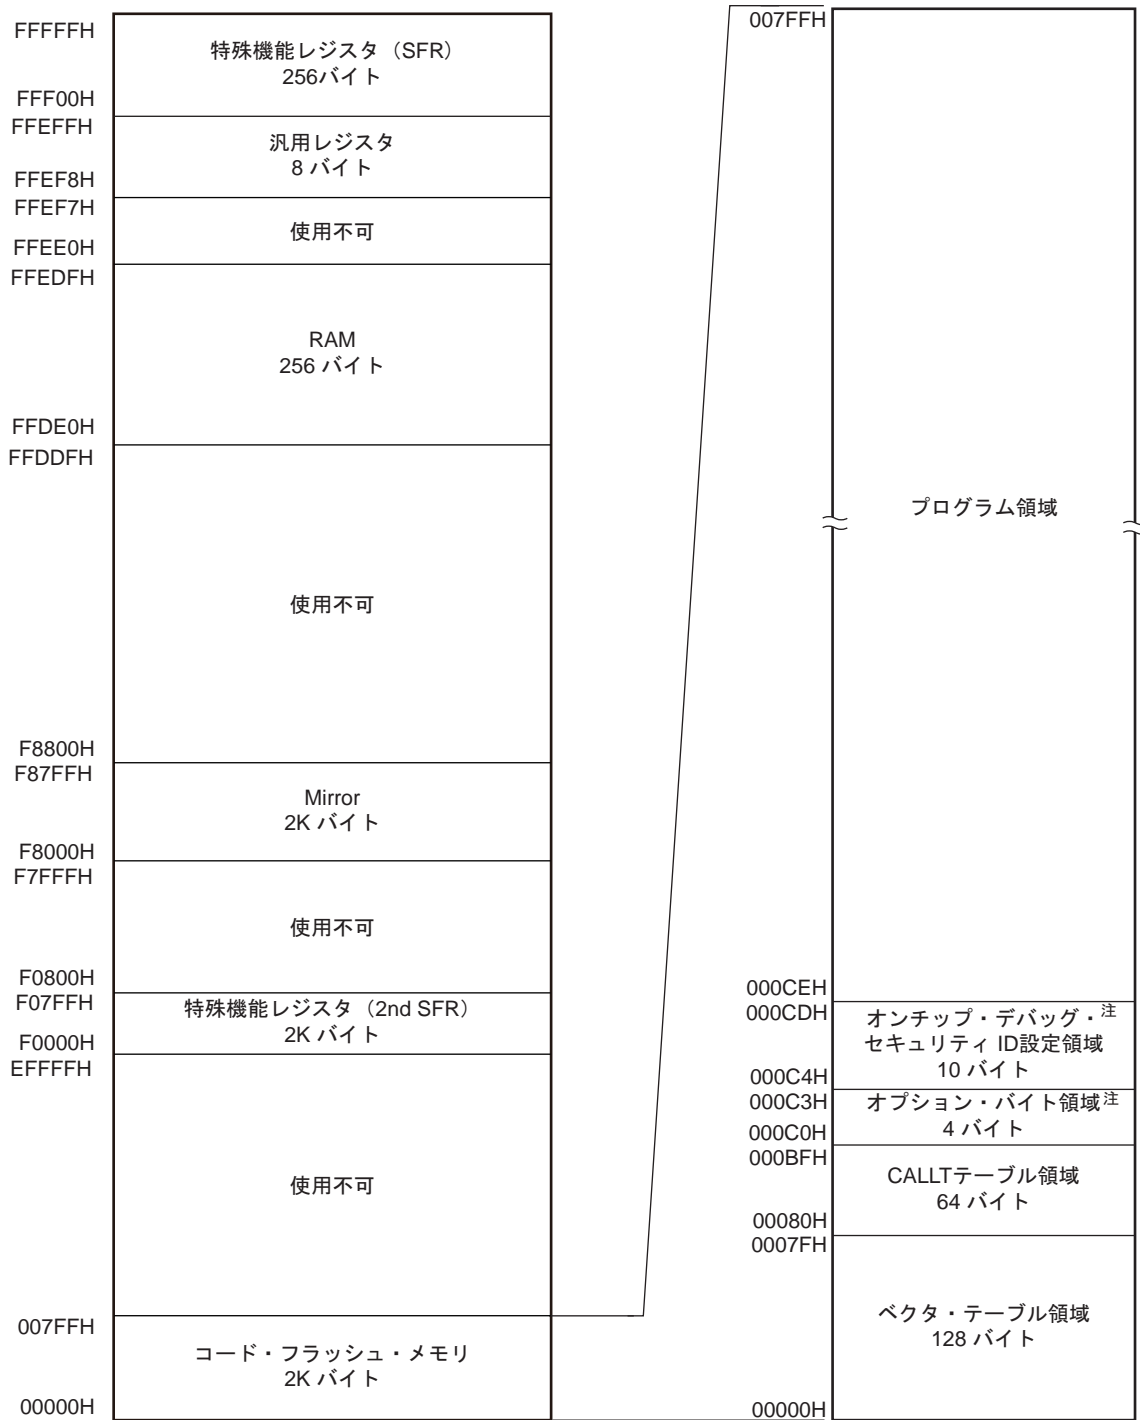 FFFFFH
特殊機能レジスタ（SFR）
256バイト
FFF00H
FFEFFH
汎用レジスタ
8 バイト
FFEF8H
FFEF7H
使用不可
FFEE0H
FFEDFH
RAM
256 バイト
FFDE0H
FFDDFH
使用不可
F8800H
F87FFH
Mirror
2K バイト
F8000H
F7FFFH
使用不可
F0800H
F07FFH
特殊機能レジスタ（2nd SFR）
2K バイト
F0000H
EFFFFH
使用不可
007FFH
コード・フラッシュ・メモリ
2K バイト
00000H
007FFH
プログラム領域
000CEH
000CDH
オンチップ・デバッグ・注
セキュリティ ID設定領域
10 バイト
000C4H
000C3H
オプション・バイト領域注
4 バイト
000C0H
000BFH
CALLTテーブル領域
64 バイト
00080H
0007FH
ベクタ・テーブル領域
128 バイト
00000H